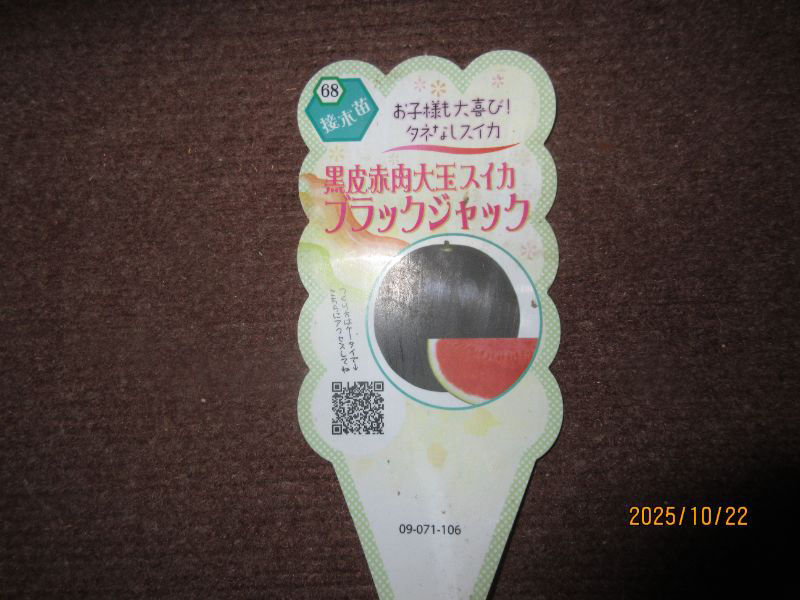 68
接木苗
お子様も大喜び!
タネなしスイカ
黒皮赤肉大玉スイカ
ブラックジャック
09-071-106
2025/10/22